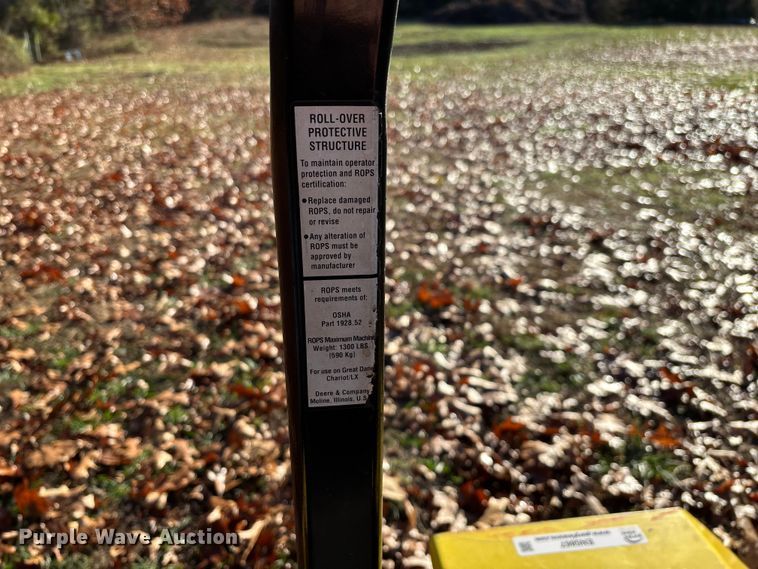 ROLL-OVER
PROTECTIVE
STRUCTURE
To maintain operator
protection and ROPS
certification:
• Replace damaged
ROPS, do not repair
or revise
• Any alteration of
ROPS must be
approved by
manufacturer
ROPS meets
requirements of:
OSHA
Part 1928.52
ROPS Maximum Machine
Weight: 1300 LBS
(590 Kg)
For use on Great Dane
Chariot/LX
Deere & Company
Moline, Illinois, U.S.
Purple Wave Auction